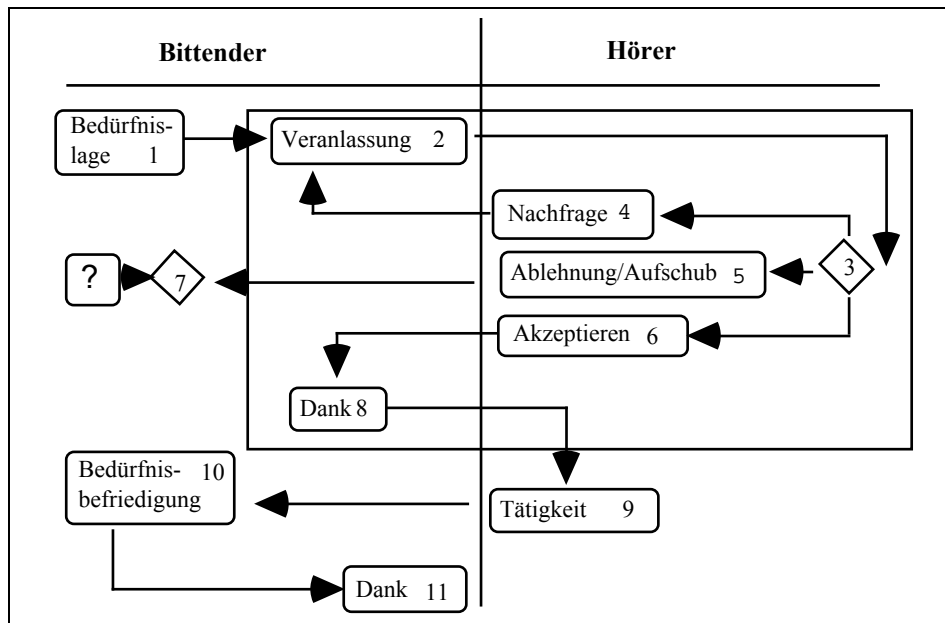 Bittender
Hörer
Bedürfnis-
lage 1
Veranlassung 2
Nachfrage 4
3
Ablehnung/Aufschub 5
? 7
Akzeptieren 6
Dank 8
Bedürfnis- 10
befriedigung
Tätigkeit 9
Dank 11